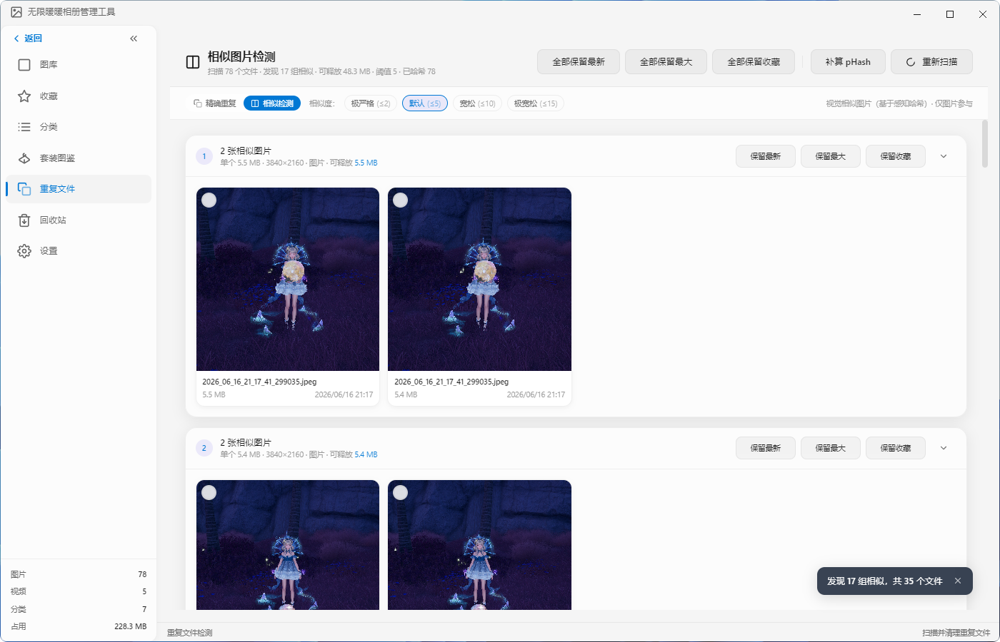 无限暖暖相册管理工具
返回
图库
收藏
分类
套装图鉴
重复文件
回收站
设置
图片 78
视频 5
分类 7
占用 228.3 MB
相似图片检测
扫描 78 个文件 · 发现 17 组相似 · 可释放 48.3 MB · 阈值 5 · 已哈希 78
全部保留最新 全部保留最大 全部保留收藏 补算 pHash 重新扫描
精确重复 相似检测 相似度: 极严格 (≤2) 默认 (≤5) 宽松 (≤10) 极宽松 (≤15) 视觉相似图片（基于感知哈希）· 仅图片参与
1 2 张相似图片
单个 5.5 MB · 3840×2160 · 图片 · 可释放 5.5 MB
保留最新 保留最大 保留收藏
2026_06_16_21_17_41_299035.jpeg
5.5 MB 2026/06/16 21:17
2026_06_16_21_17_41_299035.jpeg
5.4 MB 2026/06/16 21:17
2 2 张相似图片
单个 5.4 MB · 3840×2160 · 图片 · 可释放 5.4 MB
保留最新 保留最大 保留收藏
发现 17 组相似，共 35 个文件
重复文件检测 扫描并清理重复文件